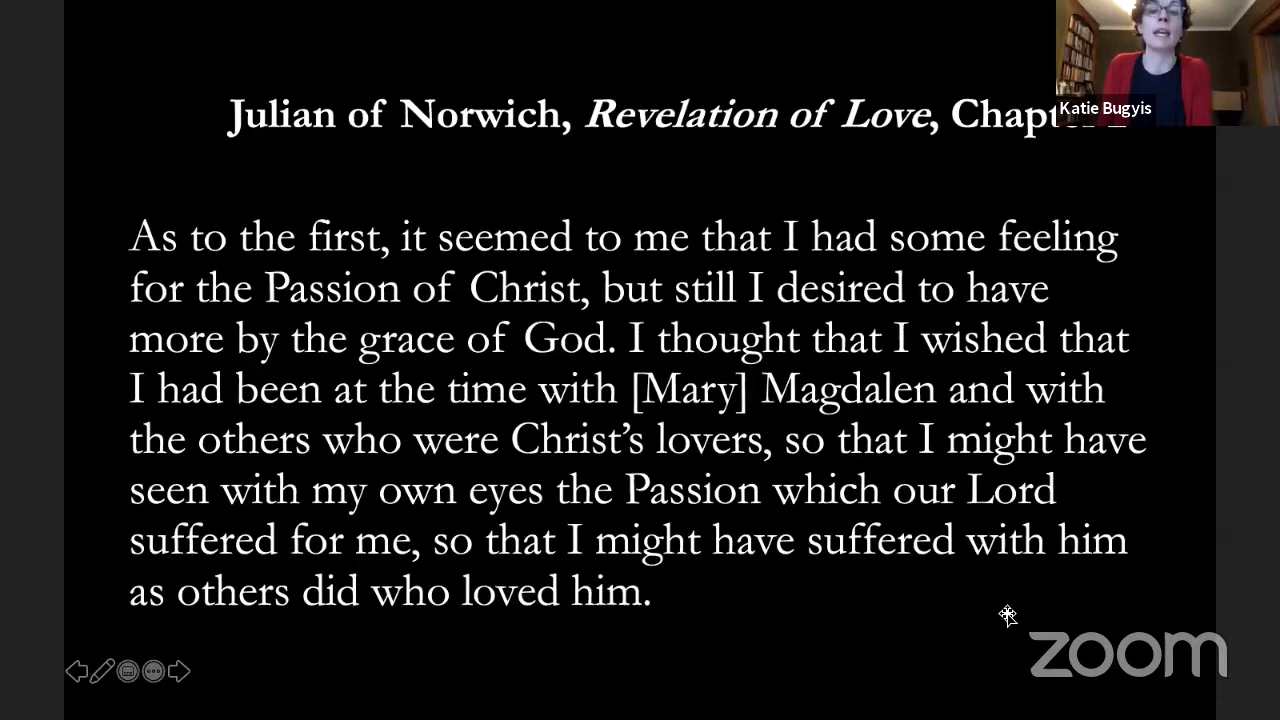 Julian of Norwich, Revelation of Love,
Katie Bugyis
As to the first, it seemed to me that I had some feeling
for the Passion of Christ, but still I desired to have
more by the grace of God. I thought that I wished that
I had been at the time with [Mary] Magdalen and with
the others who were Christ's lovers, so that I might have
seen with my own eyes the Passion which our Lord
suffered for me, so that I might have suffered with him
as others did who loved him.
zoom